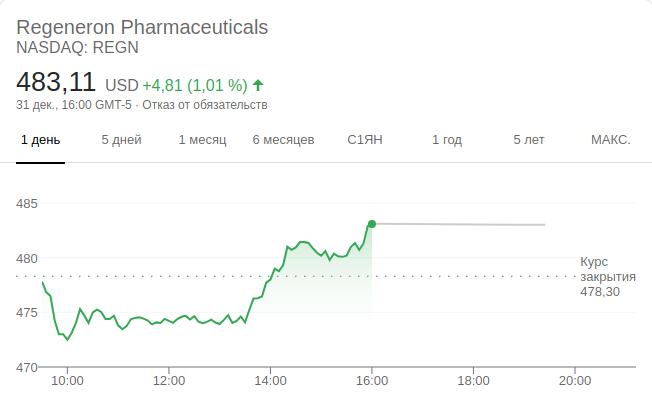 Regeneron Pharmaceuticals
NASDAQ: REGN
483,11 USD +4,81 (1,01 %)
31 дек., 16:00 GMT-5 · Отказ от обязательств
1 день 5 дней 1 месяц 6 месяцев С1ЯН 1 год 5 лет МАКС.
485
480
475
470
Курс
закрытия
478,30
10:00 12:00 14:00 16:00 18:00 20:00